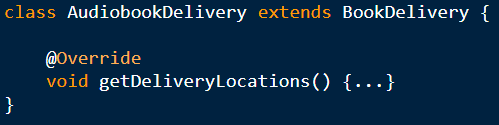 class AudiobookDelivery extends BookDelivery {
@Override
void getDeliveryLocations() {...}
}